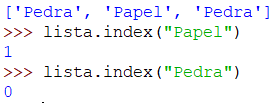 ['Pedra', 'Papel', 'Pedra']
>>> lista.index("Papel")
1
>>> lista.index("Pedra")
0